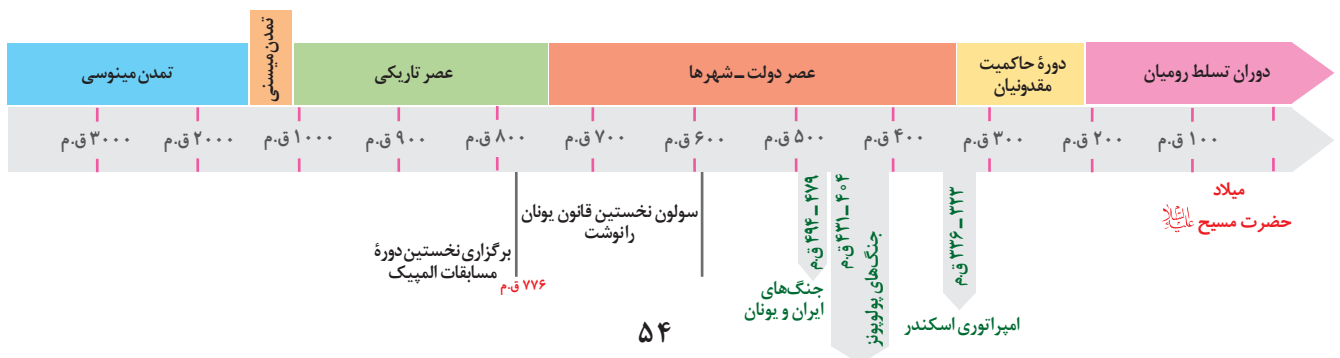 تمدن مینوسی
تمدن میسنی
عصر تاریکی
عصر دولت ـ شهرها
دورهٔ حاکمیت
مقدونیان
دوران تسلط رومیان
۳۰۰۰ ق.م
۲۰۰۰ ق.م
۱۰۰۰ ق.م
۹۰۰ ق.م
۸۰۰ ق.م
۷۰۰ ق.م
۶۰۰ ق.م
۵۰۰ ق.م
۴۰۰ ق.م
۳۰۰ ق.م
۲۰۰ ق.م
۱۰۰ ق.م
برگزاری نخستین دورهٔ
مسابقات المپیک
۷۷۶ ق.م
سولون نخستین قانون یونان
را نوشت
۴۷۹ ـ ۴۹۴ ق.م
جنگ‌های
ایران و یونان
۴۰۴ ـ ۴۳۱ ق.م
جنگ‌های پولوپونز
۳۲۳ ـ ۳۳۶ ق.م
امپراتوری اسکندر
میلاد
حضرت مسیح علیه‌السلام
۵۴